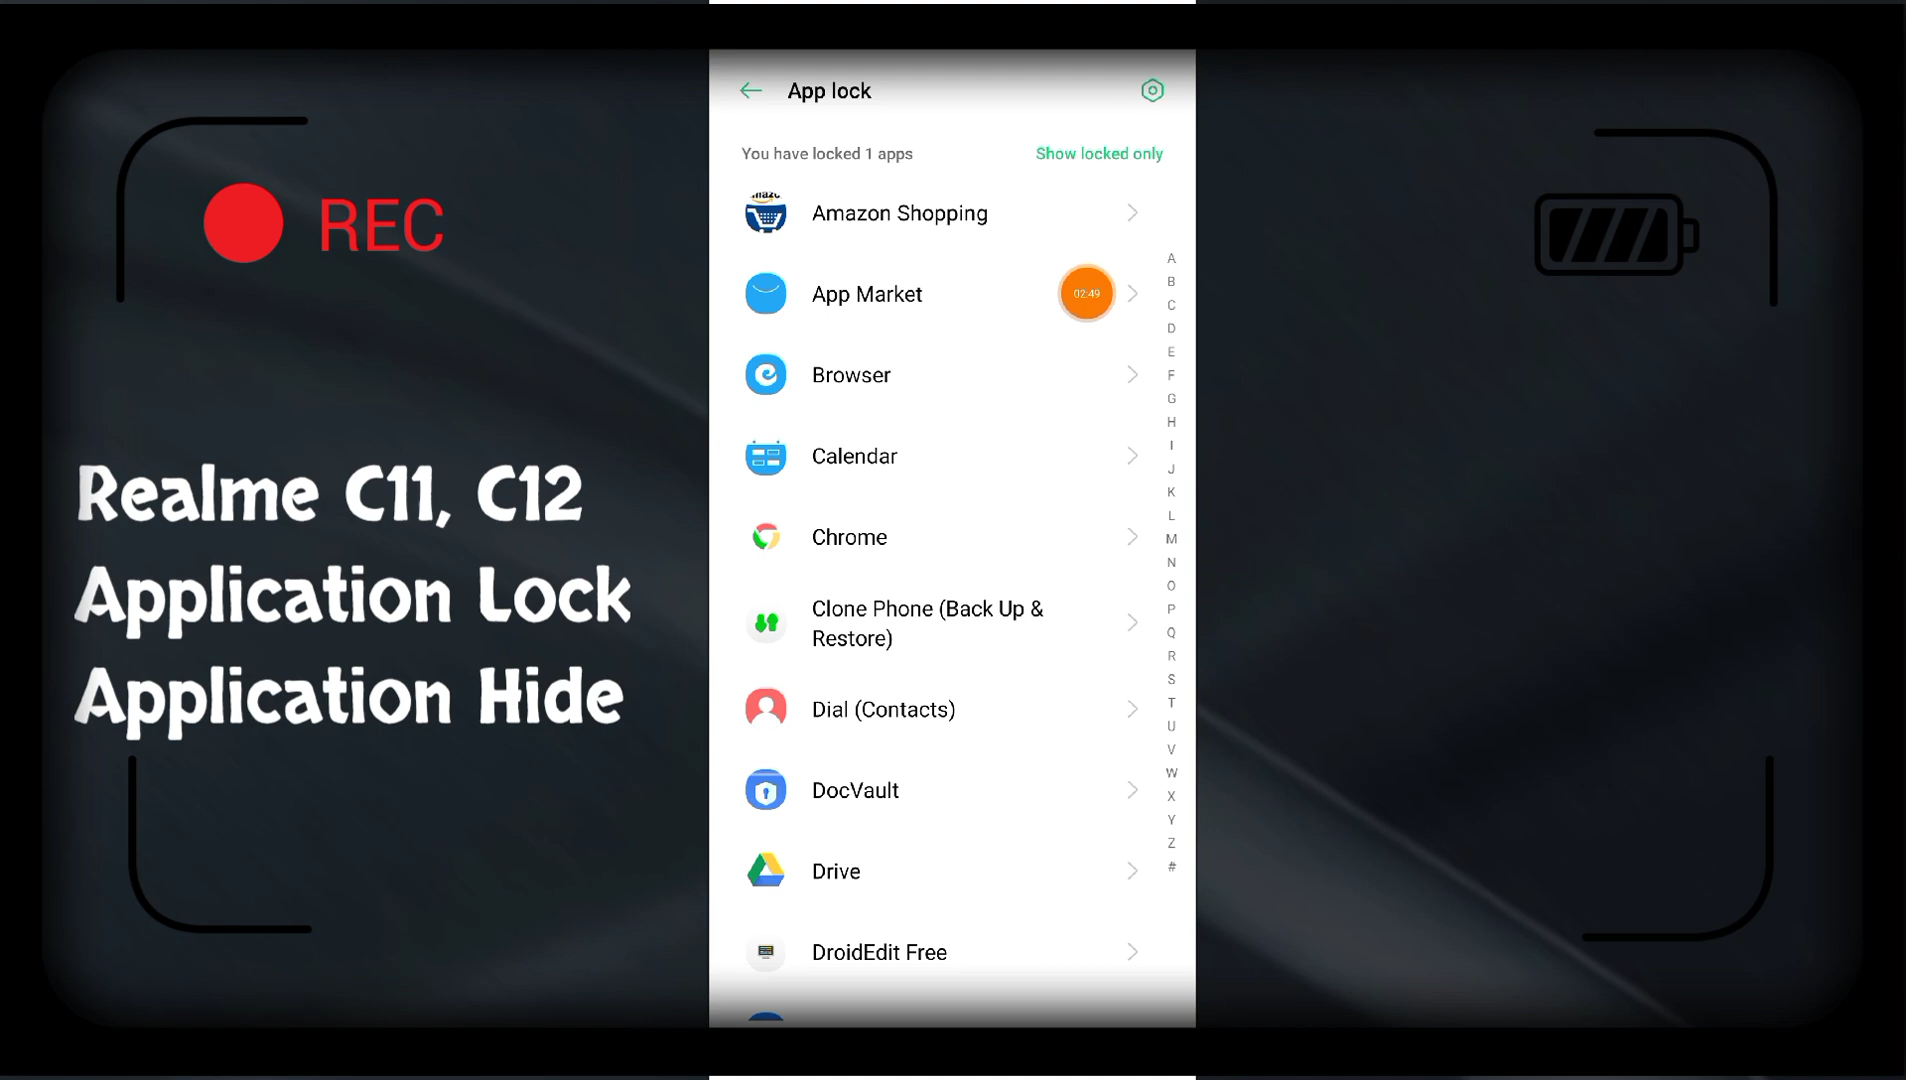 App lock
You have locked 1 apps
Show locked only
Amazon Shopping
App Market
02:49
Browser
Calendar
Chrome
Clone Phone (Back Up &
Restore)
Dial (Contacts)
DocVault
Drive
DroidEdit Free
A
B
C
D
E
F
G
H
I
J
K
L
M
N
O
P
Q
R
S
T
U
V
W
X
Y
Z
#
REC
Realme C11, C12
Application Lock
Application Hide